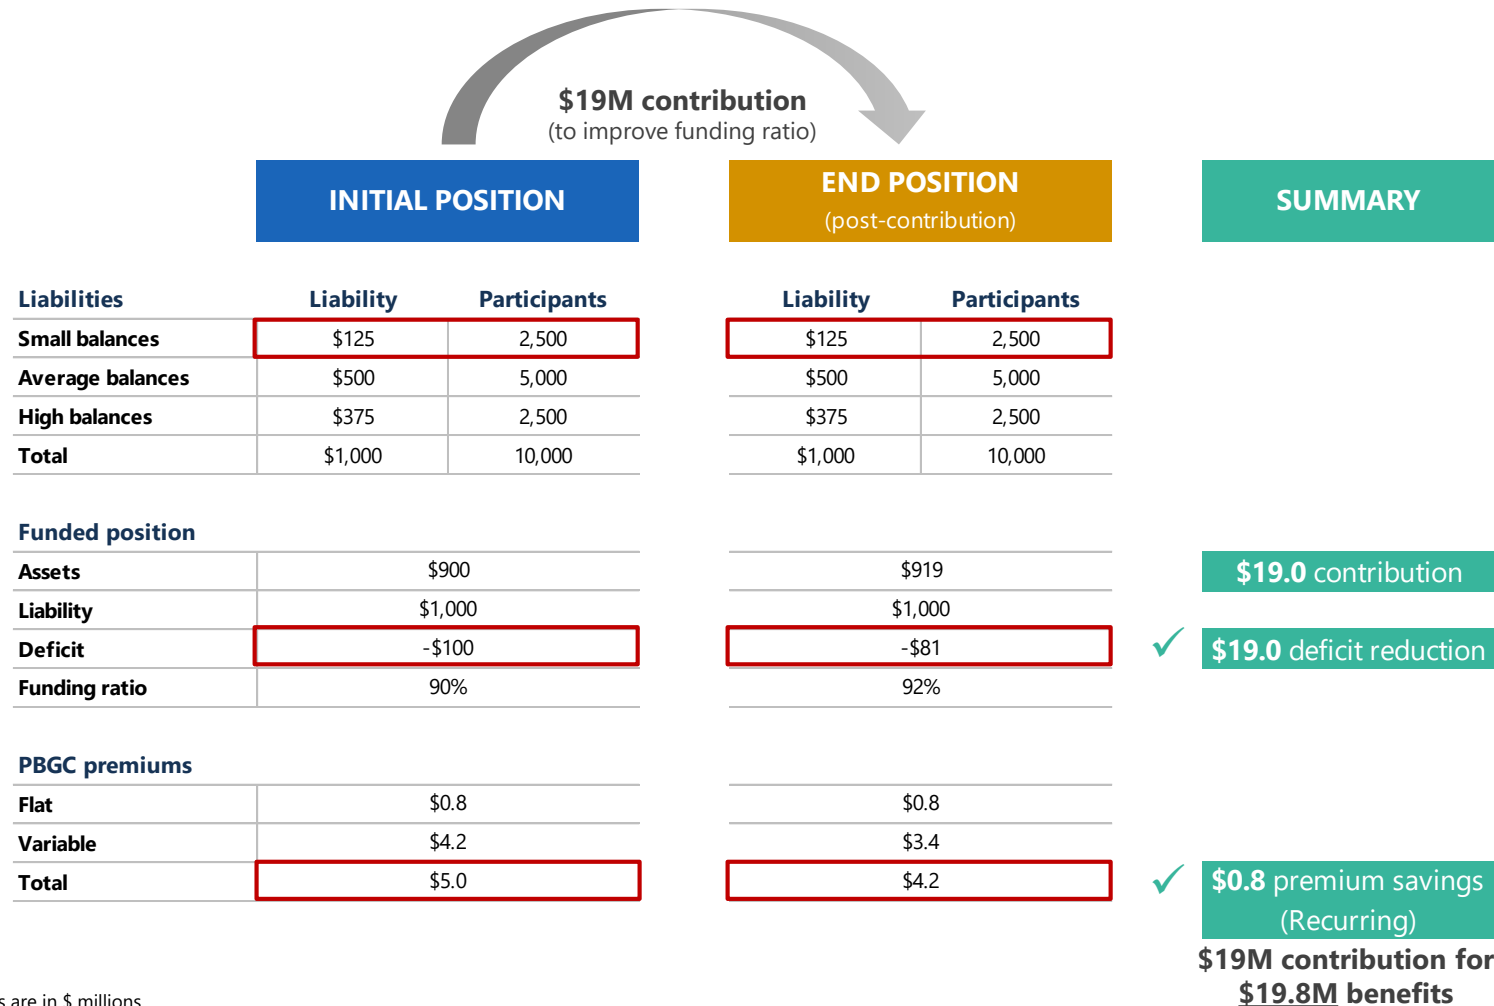 $19M contribution
(to improve funding ratio)
INITIAL POSITION
END POSITION
(post-contribution)
SUMMARY
Liabilities Liability Participants Liability Participants
Small balances $125 2,500 $125 2,500
Average balances $500 5,000 $500 5,000
High balances $375 2,500 $375 2,500
Total $1,000 10,000 $1,000 10,000
Funded position
Assets $900 $919 $19.0 contribution
Liability $1,000 $1,000
Deficit -$100 -$81 ✓ $19.0 deficit reduction
Funding ratio 90% 92%
PBGC premiums
Flat $0.8 $0.8
Variable $4.2 $3.4
Total $5.0 $4.2 ✓ $0.8 premium savings
(Recurring)
$19M contribution for
$19.8M benefits
are in $ millions